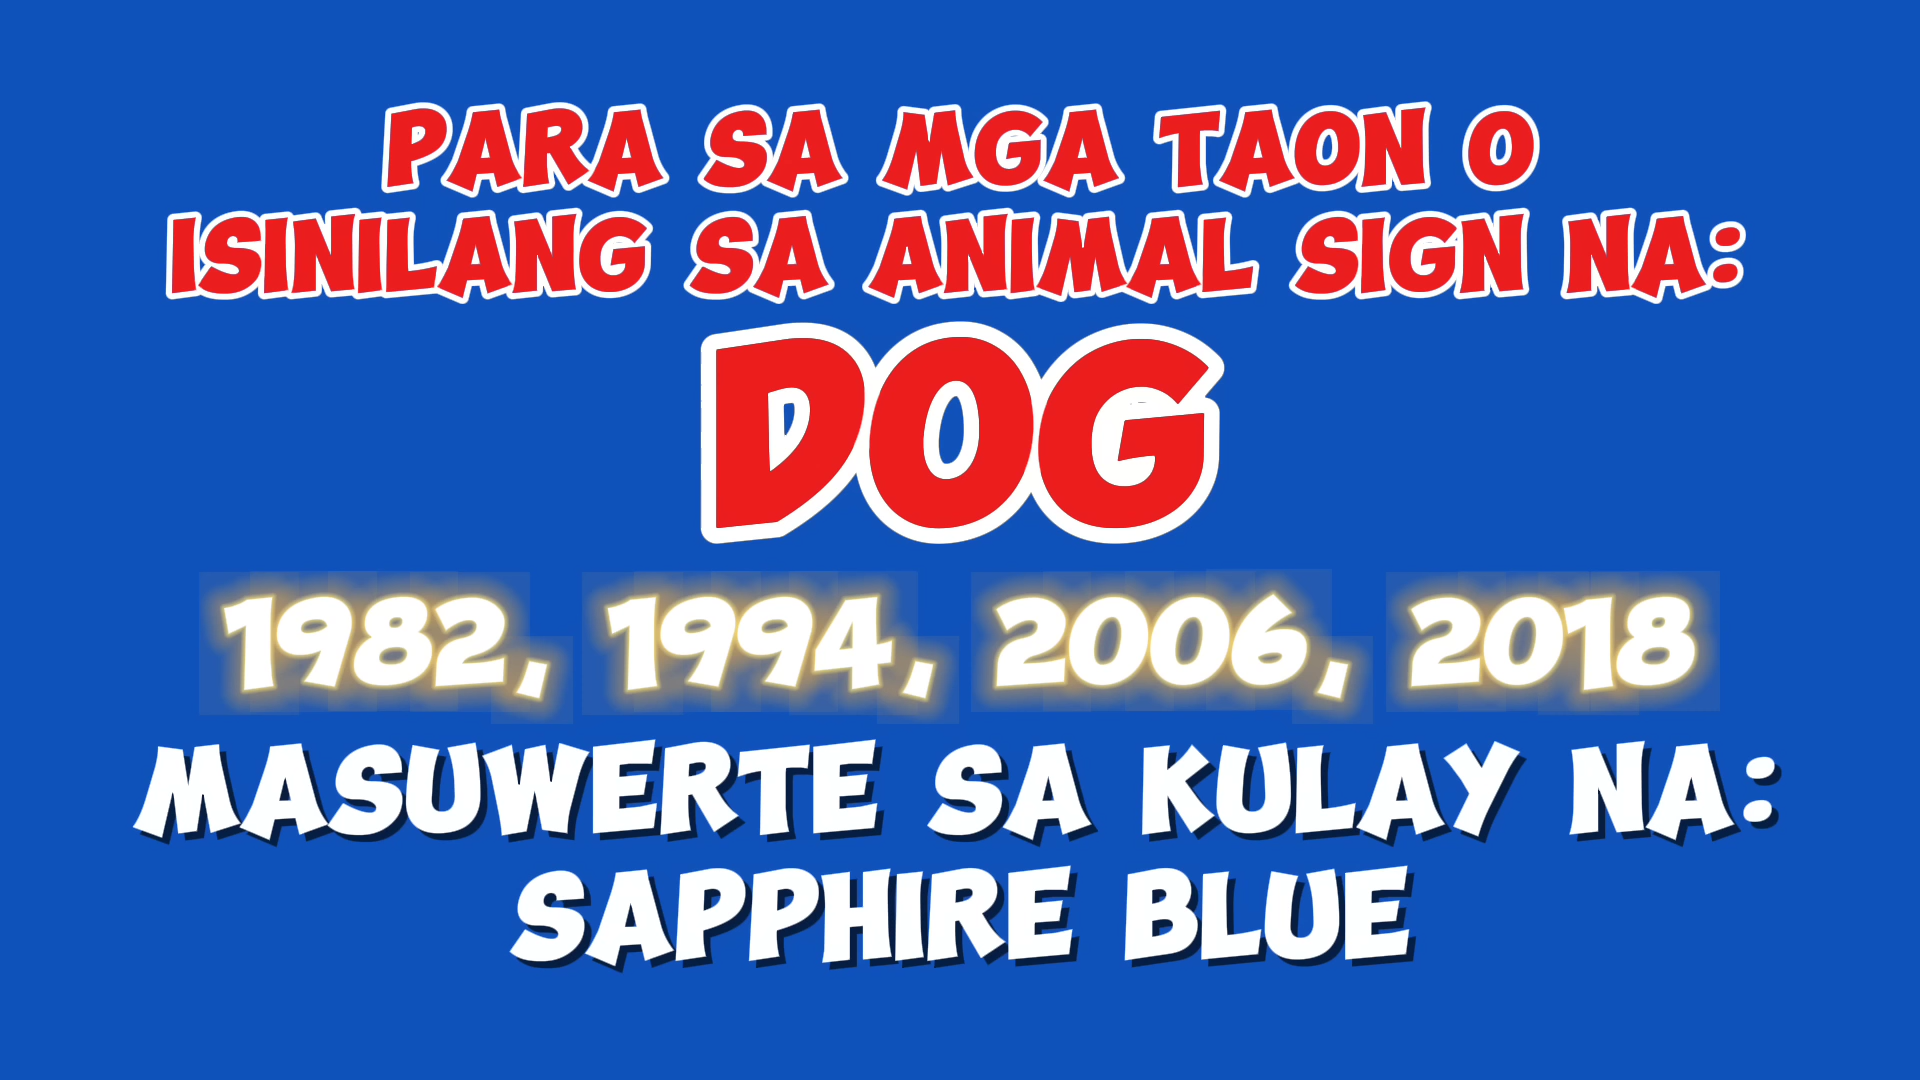 PARA SA MGA TAON O
ISINILANG SA ANIMAL SIGN NA:
DOG
1982, 1994, 2006, 2018
MASUWERTE SA KULAY NA:
SAPPHIRE BLUE